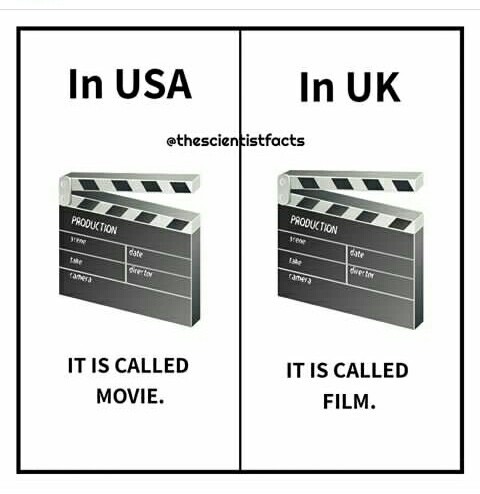 In USA
In UK
@thescientistfacts
PRODUCTION
scene
date
take
director
camera
PRODUCTION
scene
date
take
director
camera
IT IS CALLED
MOVIE.
IT IS CALLED
FILM.